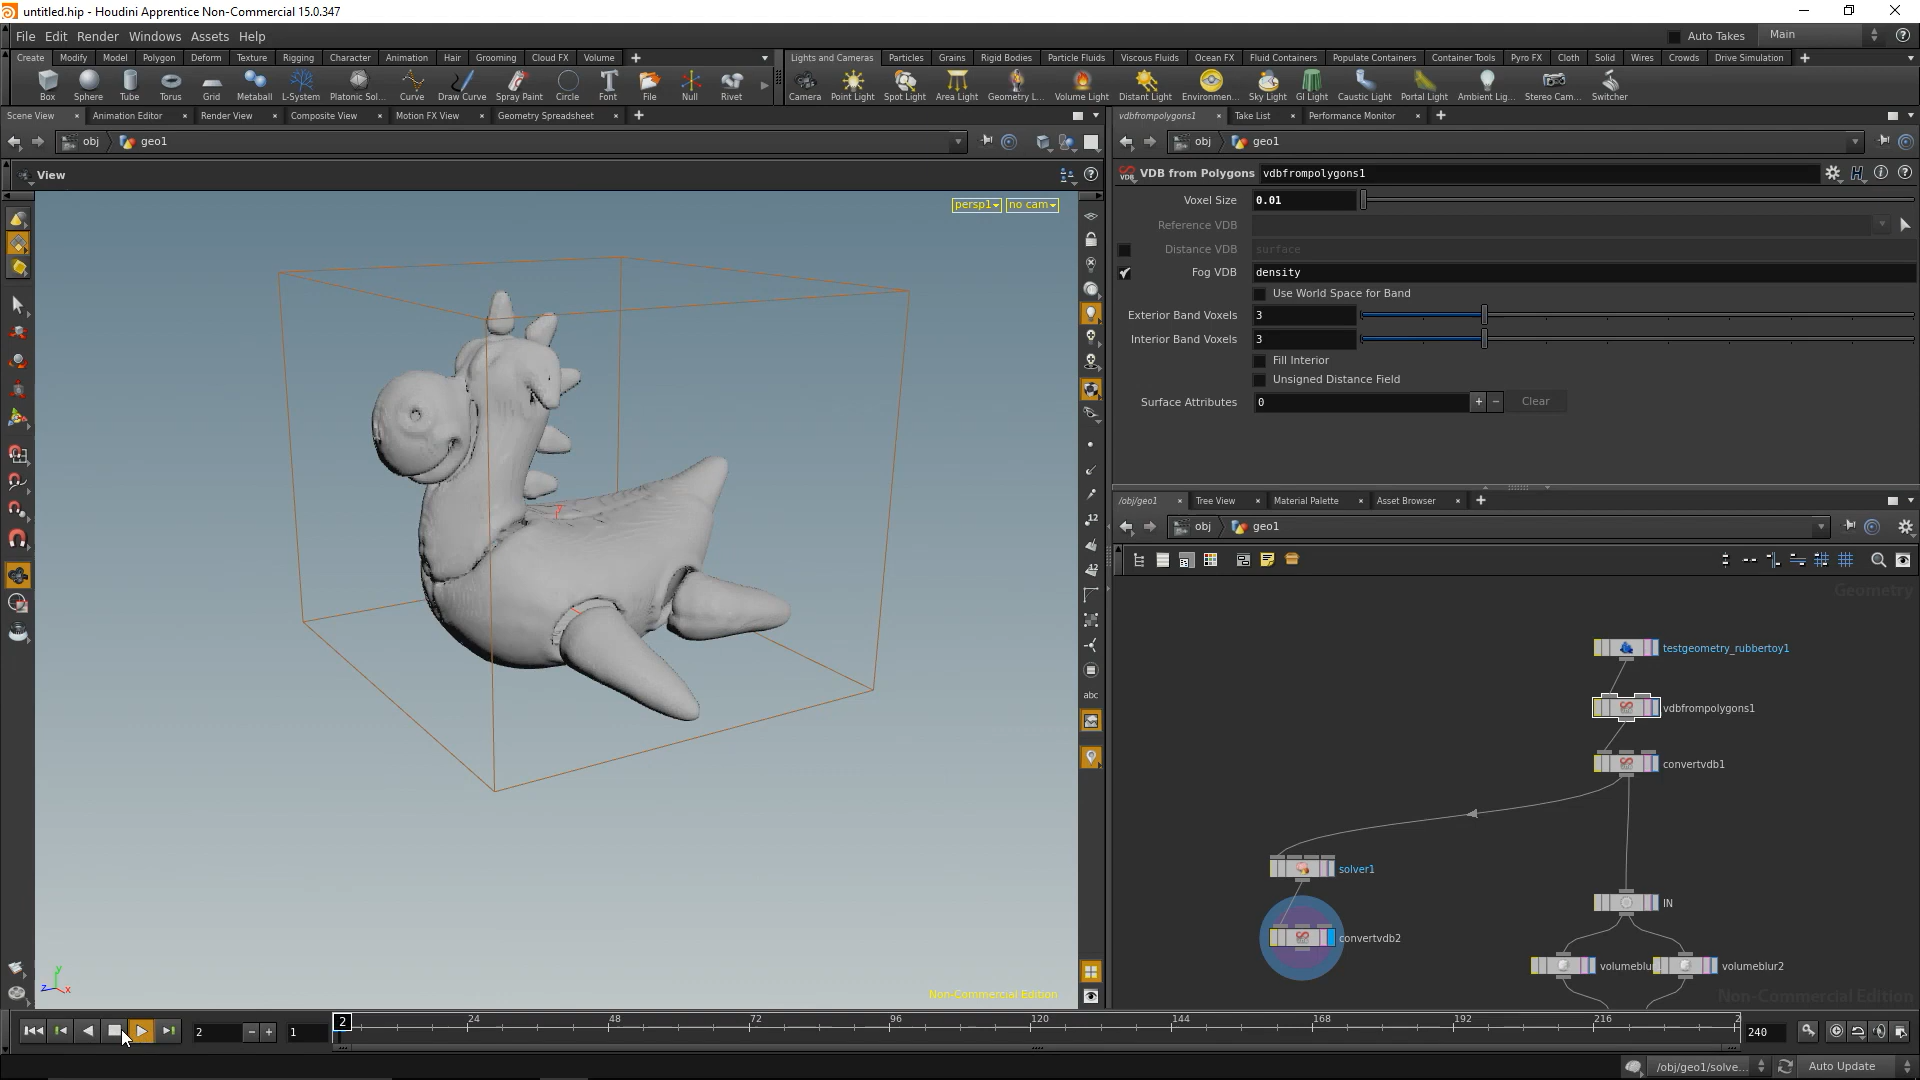 untitled.hip - Houdini Apprentice Non-Commercial 15.0.347
File Edit Render Windows Assets Help
Auto Takes Main
Create Modify Model Polygon Deform Texture Rigging Character Animation Hair Grooming Cloud FX Volume
Lights and Cameras Particles Grains Rigid Bodies Particle Fluids Viscous Fluids Ocean FX Fluid Containers Populate Containers Container Tools Pyro FX Cloth Solid Wires Crowds Drive Simulation
Box Sphere Tube Torus Grid Metaball L-System Platonic Sol... Curve Draw Curve Spray Paint Circle Font File Null Rivet
Camera Point Light Spot Light Area Light Geometry L... Volume Light Distant Light Environmen... Sky Light GI Light Caustic Light Portal Light Ambient Lig... Stereo Cam... Switcher
Scene View Animation Editor Render View Composite View Motion FX View Geometry Spreadsheet
vdbfrompolygons1 Take List Performance Monitor
obj geo1
obj geo1
View
persp1 no cam
VDB from Polygons vdbfrompolygons1
Voxel Size 0.01
Reference VDB
Distance VDB surface
Fog VDB density
Use World Space for Band
Exterior Band Voxels 3
Interior Band Voxels 3
Fill Interior
Unsigned Distance Field
Surface Attributes 0 + − Clear
/obj/geo1 Tree View Material Palette Asset Browser
obj geo1
Geometry
testgeometry_rubbertoy1
vdbfrompolygons1
convertvdb1
solver1
IN
convertvdb2
volumeblu
volumeblur2
12
12
abc
y
z x
y
Non-Commercial Edition
Non-Commercial Edition
2 − + 1 2 24 48 72 96 120 144 168 192 216 2 240
/obj/geo1/solve... Auto Update